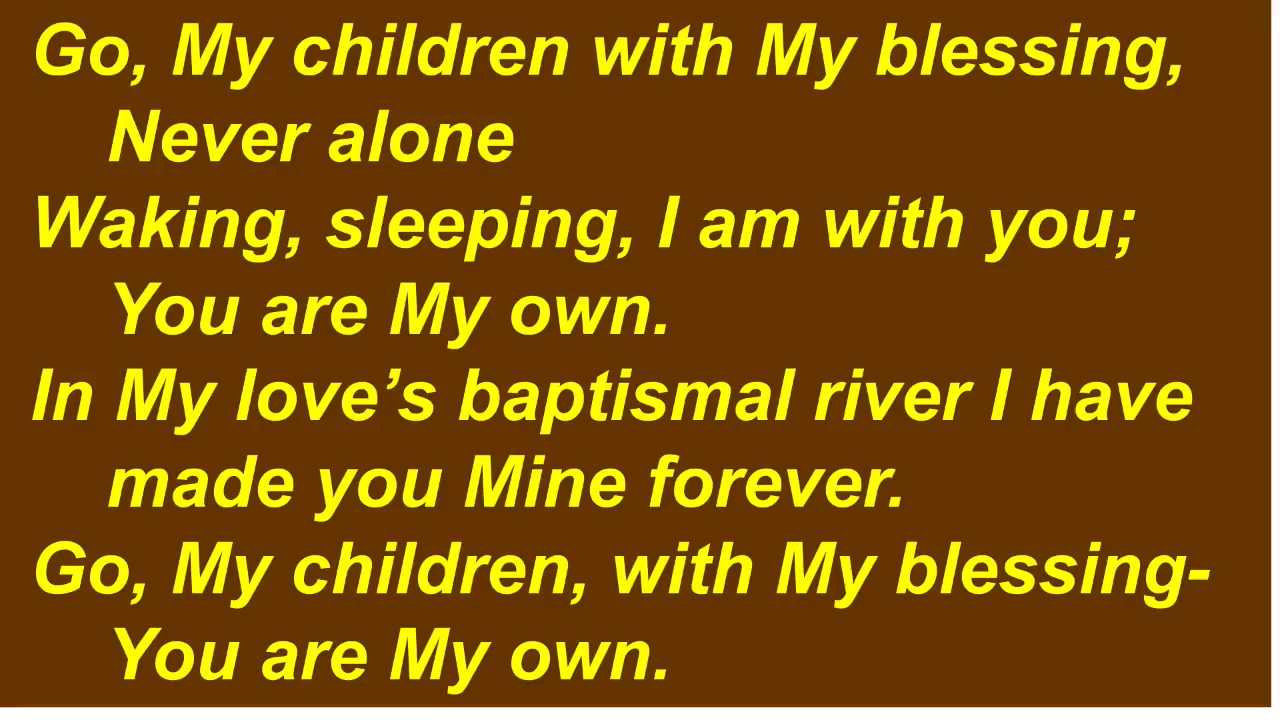 Go, My children with My blessing,
Never alone
Waking, sleeping, I am with you;
You are My own.
In My love’s baptismal river I have
made you Mine forever.
Go, My children, with My blessing-
You are My own.